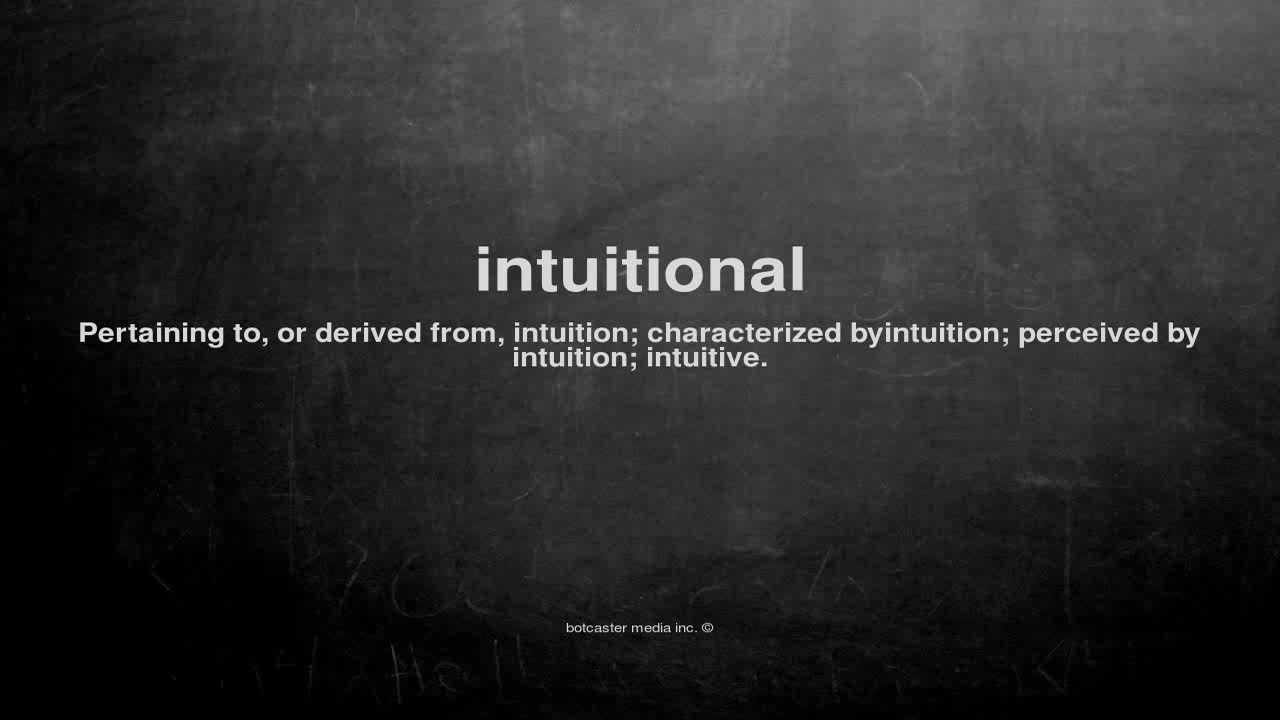 intuitional
Pertaining to, or derived from, intuition; characterized byintuition; perceived by
intuition; intuitive.
botcaster media inc. ©